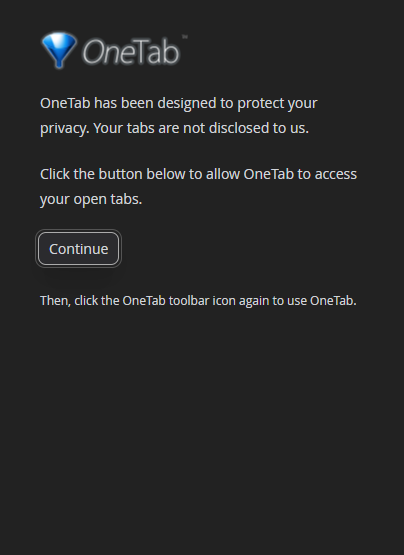 OneTab™
OneTab has been designed to protect your
privacy. Your tabs are not disclosed to us.
Click the button below to allow OneTab to access
your open tabs.
Continue
Then, click the OneTab toolbar icon again to use OneTab.